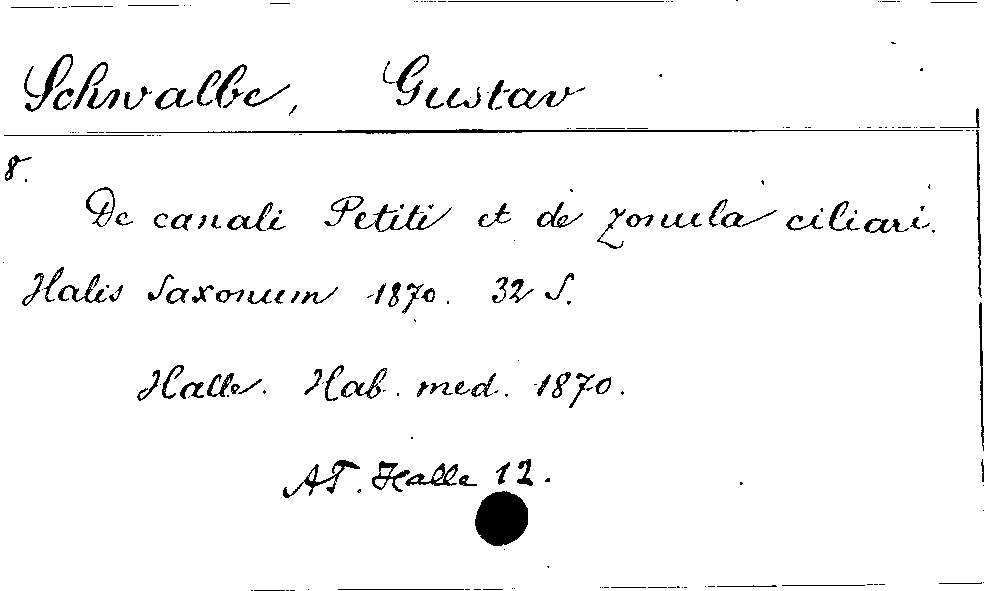 Schwalbe, Gustav
8.
De canali Petiti et de zonula ciliari.
Halis Saxonum 1870. 32 S.
Halle. Hab. med. 1870.
AT. Halle 12.